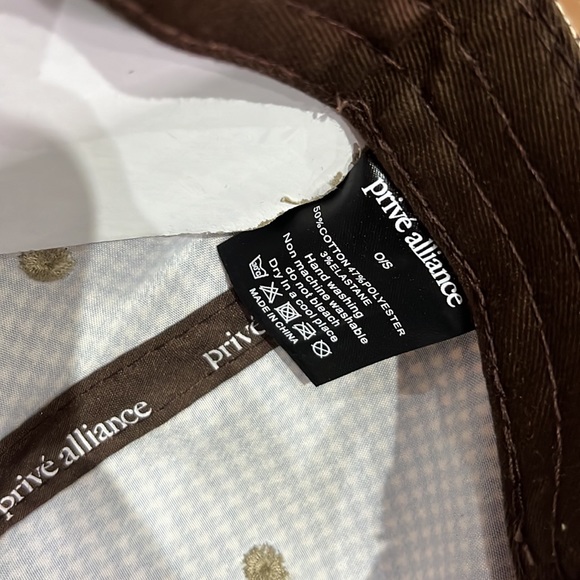 privé alliance
O/S
50%COTTON 47%POLYESTER
3%ELASTANE
Hand washing
Non machine washable
do not bleach
Dry in a cool place
MADE IN CHINA
privé
privé alliance